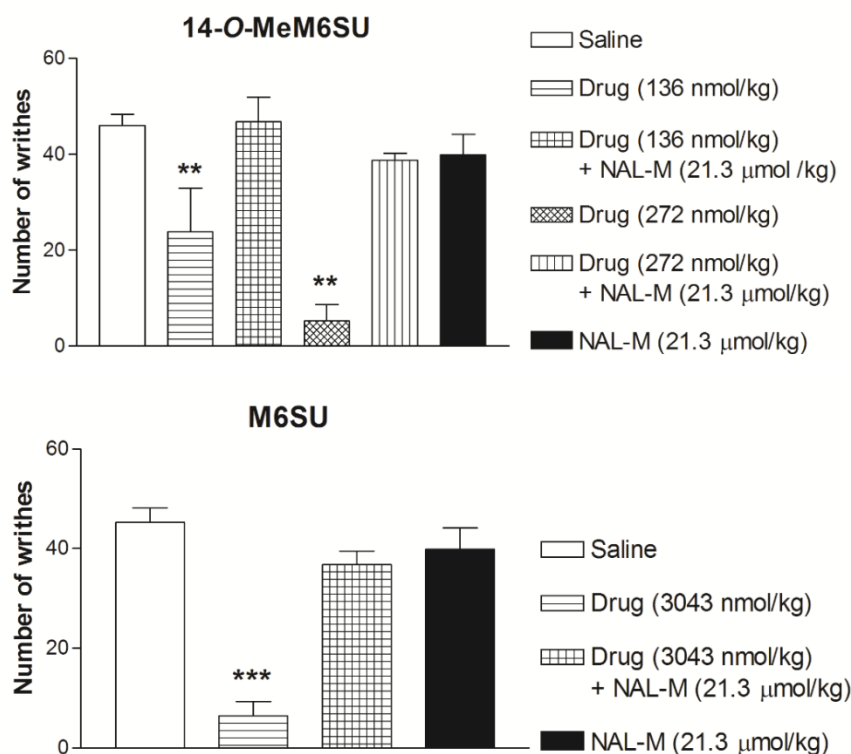 14-O-MeM6SU
Number of writhes
60
40
20
0
**
**
Saline
Drug (136 nmol/kg)
Drug (136 nmol/kg)
+ NAL-M (21.3 μmol /kg)
Drug (272 nmol/kg)
Drug (272 nmol/kg)
+ NAL-M (21.3 μmol/kg)
NAL-M (21.3 μmol/kg)
M6SU
Number of writhes
60
40
20
0
***
Saline
Drug (3043 nmol/kg)
Drug (3043 nmol/kg)
+ NAL-M (21.3 μmol/kg)
NAL-M (21.3 μmol/kg)